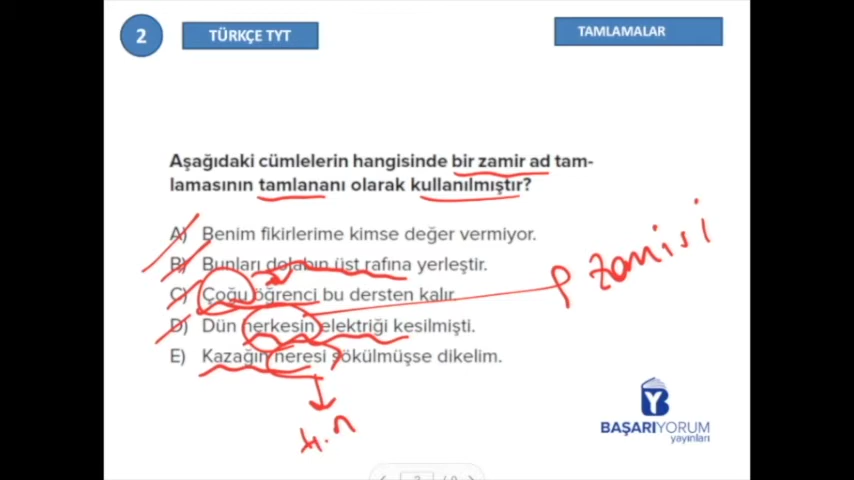 2
TÜRKÇE TYT
TAMLAMALAR
Aşağıdaki cümlelerin hangisinde bir zamir ad tam-
lamasının tamlananı olarak kullanılmıştır?
A) Benim fikirlerime kimse değer vermiyor.
B) Bunları dolabın üst rafına yerleştir.
C) Çoğu öğrenci bu dersten kalır.
D) Dün herkesin elektriği kesilmişti.
E) Kazağın neresi sökülmüşse dikelim.
zamisi
BAŞARIYORUM
yayınları